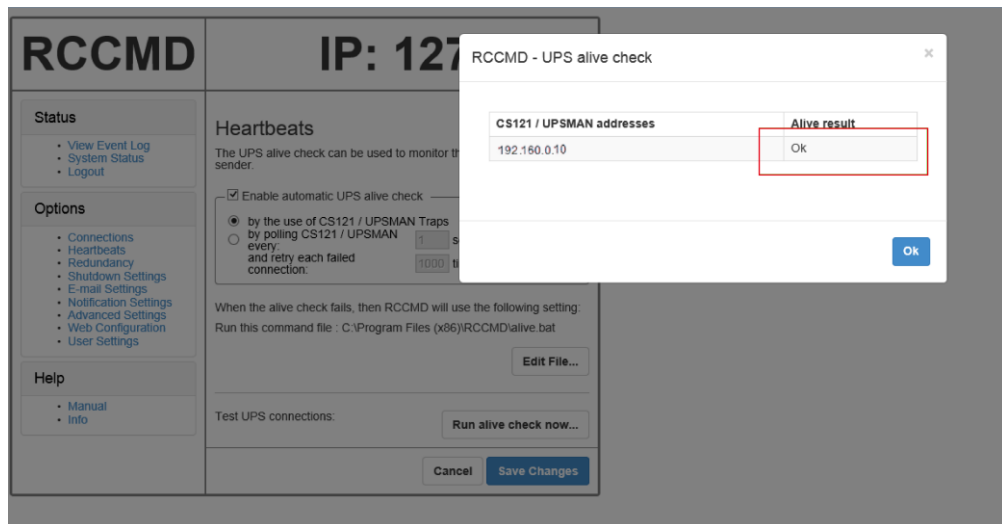 RCCMD
IP: 127
Status
View Event Log
System Status
Logout
Options
Connections
Heartbeats
Redundancy
Shutdown Settings
E-mail Settings
Notification Settings
Advanced Settings
Web Configuration
User Settings
Help
Manual
Info
Heartbeats
The UPS alive check can be used to monitor th
sender.
Enable automatic UPS alive check
by the use of CS121 / UPSMAN Traps
by polling CS121 / UPSMAN
every:
1 s
and retry each failed
connection:
1000 ti
When the alive check fails, then RCCMD will use the following setting:
Run this command file : C:\Program Files (x86)\RCCMD\alive.bat
Edit File...
Test UPS connections:
Run alive check now...
Cancel
Save Changes
RCCMD - UPS alive check
×
CS121 / UPSMAN addresses Alive result
192.160.0.10 Ok
Ok